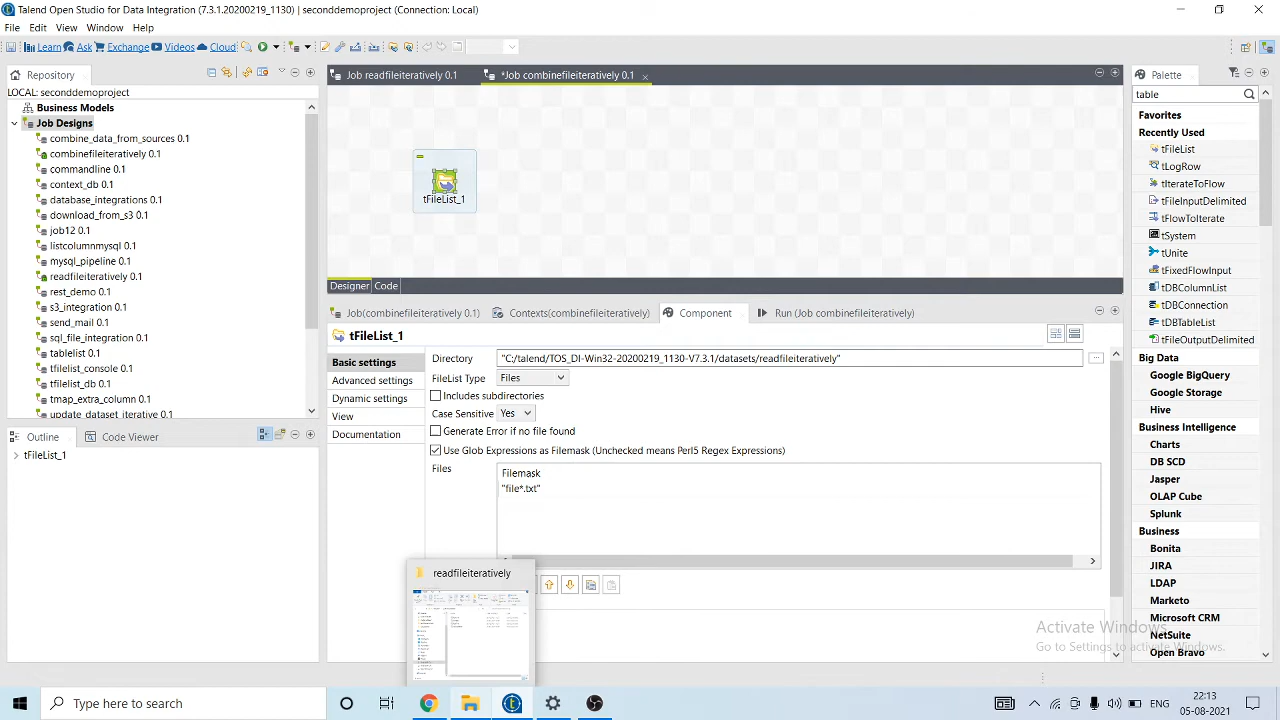 Talend Open Studio for Data Integration (7.3.1.20200219_1130) | seconddemoproject (Connection: Local)
File Edit View Window Help
Learn Ask Exchange Videos Cloud
Repository
LOCAL: seconddemoproject
Business Models
Job Designs
combine_data_from_sources 0.1
combinefileiteratively 0.1
commandline 0.1
context_db 0.1
database_integrations 0.1
download_from_s3 0.1
job12 0.1
listcolumnmysql 0.1
mysql_pipeline 0.1
readfileiteratively 0.1
rest_demo 0.1
s3_integration 0.1
send_mail 0.1
sql_file_integration 0.1
tablelist 0.1
tfilelist_console 0.1
tfilelist_db 0.1
tmap_extra_column 0.1
update_dataset_iterative 0.1
Outline Code Viewer
tFileList_1
Job readfileiteratively 0.1 *Job combinefileiteratively 0.1
tFileList_1
Designer Code
Job(combinefileiteratively 0.1) Contexts(combinefileiteratively) Component Run (Job combinefileiteratively)
tFileList_1
Basic settings
Advanced settings
Dynamic settings
View
Documentation
Directory "C:/talend/TOS_DI-Win32-20200219_1130-V7.3.1/datasets/readfileiteratively" ...
FileList Type Files
Includes subdirectories
Case Sensitive Yes
Generate Error if no file found
Use Glob Expressions as Filemask (Unchecked means Perl5 Regex Expressions)
Files Filemask
"file*.txt"
readfileiteratively
Palette
table
Favorites
Recently Used
tFileList
tLogRow
tIterateToFlow
tFileInputDelimited
tFlowToIterate
tSystem
tUnite
tFixedFlowInput
tDBColumnList
tDBConnection
tDBTableList
tFileOutputDelimited
Big Data
Google BigQuery
Google Storage
Hive
Business Intelligence
Charts
DB SCD
Jasper
OLAP Cube
Splunk
Business
Bonita
JIRA
LDAP
Marketo
Microsoft CRM
NetSuite
Open Bravo
Activate Windows
Go to Settings to activate Windows.
Type here to search
ENG
22:13
05-08-2021